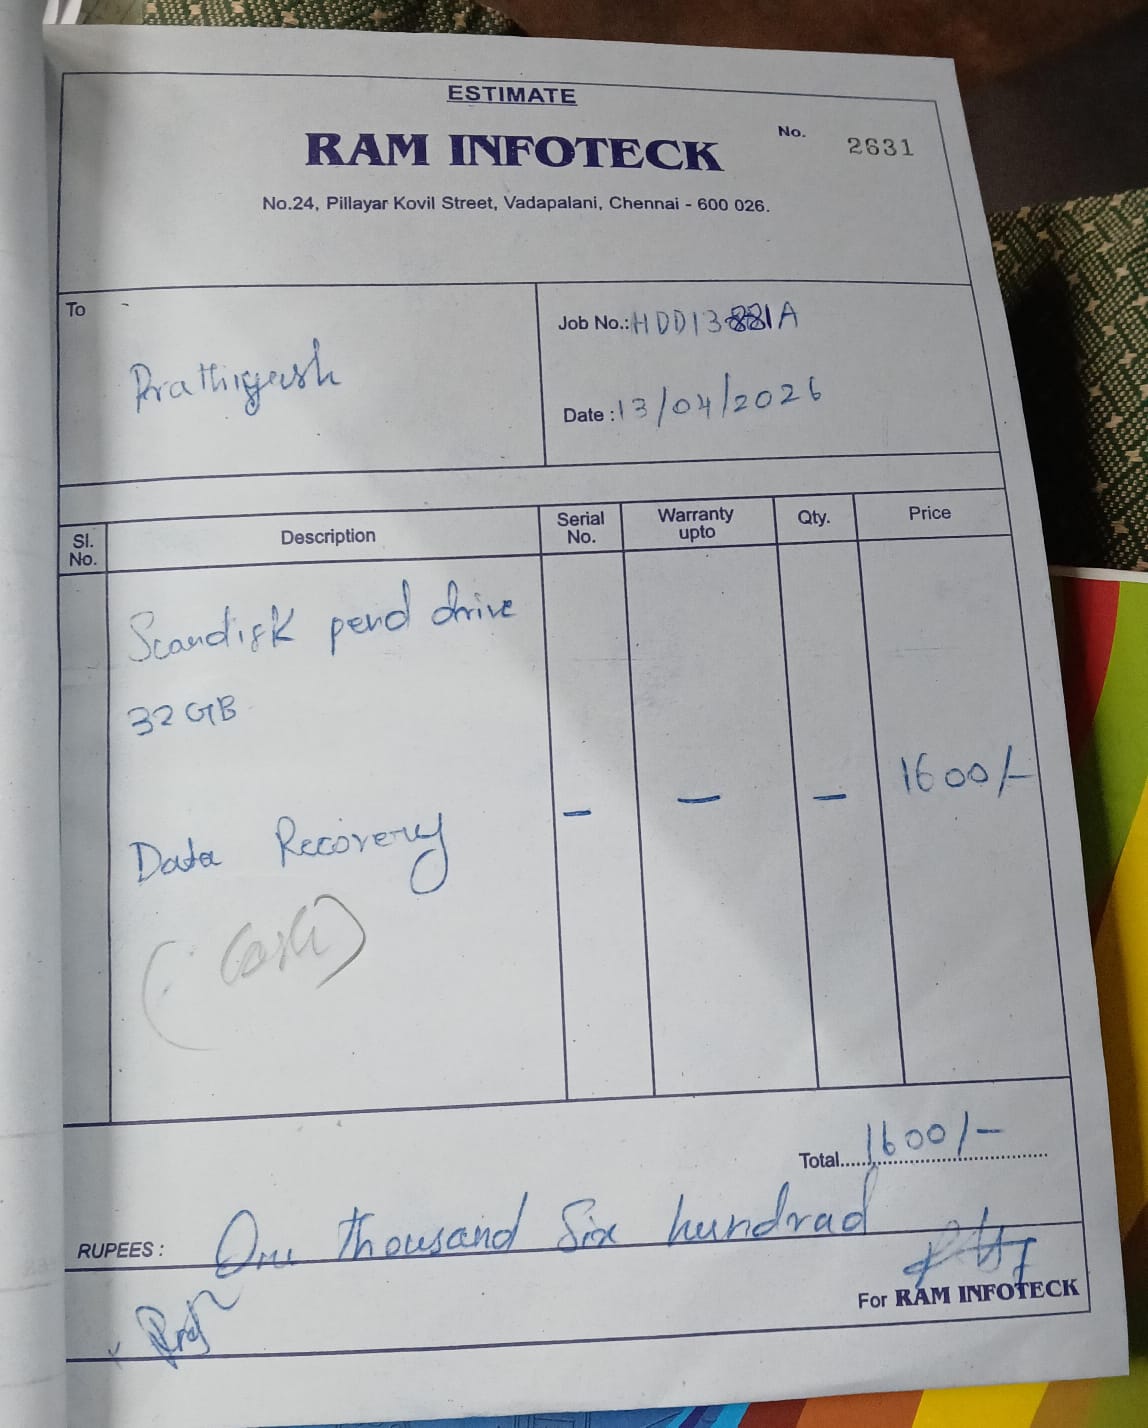 ESTIMATE
RAM INFOTECK
No. 2631
No.24, Pillayar Kovil Street, Vadapalani, Chennai - 600 026.
To
Prathigesh
Job No.: HDD13881A
Date : 13/04/2026
Sl. No. Description Serial No. Warranty upto Qty. Price
Scandisk pend drive
32 GB
- - - 1600/-
Data Recovery
(Cash)
Total..... 1600/-
RUPEES : One thousand Six hundrad
For RAM INFOTECK